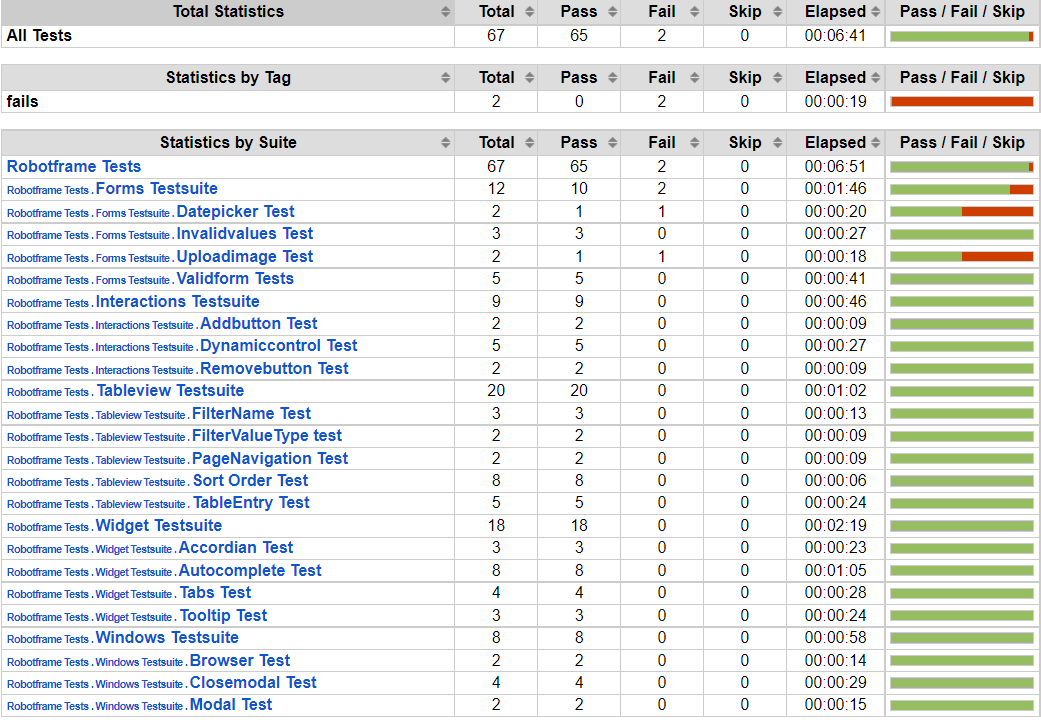 Total Statistics Total Pass Fail Skip Elapsed Pass / Fail / Skip
All Tests 67 65 2 0 00:06:41
Statistics by Tag Total Pass Fail Skip Elapsed Pass / Fail / Skip
fails 2 0 2 0 00:00:19
Statistics by Suite Total Pass Fail Skip Elapsed Pass / Fail / Skip
Robotframe Tests 67 65 2 0 00:06:51
Robotframe Tests . Forms Testsuite 12 10 2 0 00:01:46
Robotframe Tests . Forms Testsuite . Datepicker Test 2 1 1 0 00:00:20
Robotframe Tests . Forms Testsuite . Invalidvalues Test 3 3 0 0 00:00:27
Robotframe Tests . Forms Testsuite . Uploadimage Test 2 1 1 0 00:00:18
Robotframe Tests . Forms Testsuite . Validform Tests 5 5 0 0 00:00:41
Robotframe Tests . Interactions Testsuite 9 9 0 0 00:00:46
Robotframe Tests . Interactions Testsuite . Addbutton Test 2 2 0 0 00:00:09
Robotframe Tests . Interactions Testsuite . Dynamiccontrol Test 5 5 0 0 00:00:27
Robotframe Tests . Interactions Testsuite . Removebutton Test 2 2 0 0 00:00:09
Robotframe Tests . Tableview Testsuite 20 20 0 0 00:01:02
Robotframe Tests . Tableview Testsuite . FilterName Test 3 3 0 0 00:00:13
Robotframe Tests . Tableview Testsuite . FilterValueType test 2 2 0 0 00:00:09
Robotframe Tests . Tableview Testsuite . PageNavigation Test 2 2 0 0 00:00:09
Robotframe Tests . Tableview Testsuite . Sort Order Test 8 8 0 0 00:00:06
Robotframe Tests . Tableview Testsuite . TableEntry Test 5 5 0 0 00:00:24
Robotframe Tests . Widget Testsuite 18 18 0 0 00:02:19
Robotframe Tests . Widget Testsuite . Accordian Test 3 3 0 0 00:00:23
Robotframe Tests . Widget Testsuite . Autocomplete Test 8 8 0 0 00:01:05
Robotframe Tests . Widget Testsuite . Tabs Test 4 4 0 0 00:00:28
Robotframe Tests . Widget Testsuite . Tooltip Test 3 3 0 0 00:00:24
Robotframe Tests . Windows Testsuite 8 8 0 0 00:00:58
Robotframe Tests . Windows Testsuite . Browser Test 2 2 0 0 00:00:14
Robotframe Tests . Windows Testsuite . Closemodal Test 4 4 0 0 00:00:29
Robotframe Tests . Windows Testsuite . Modal Test 2 2 0 0 00:00:15